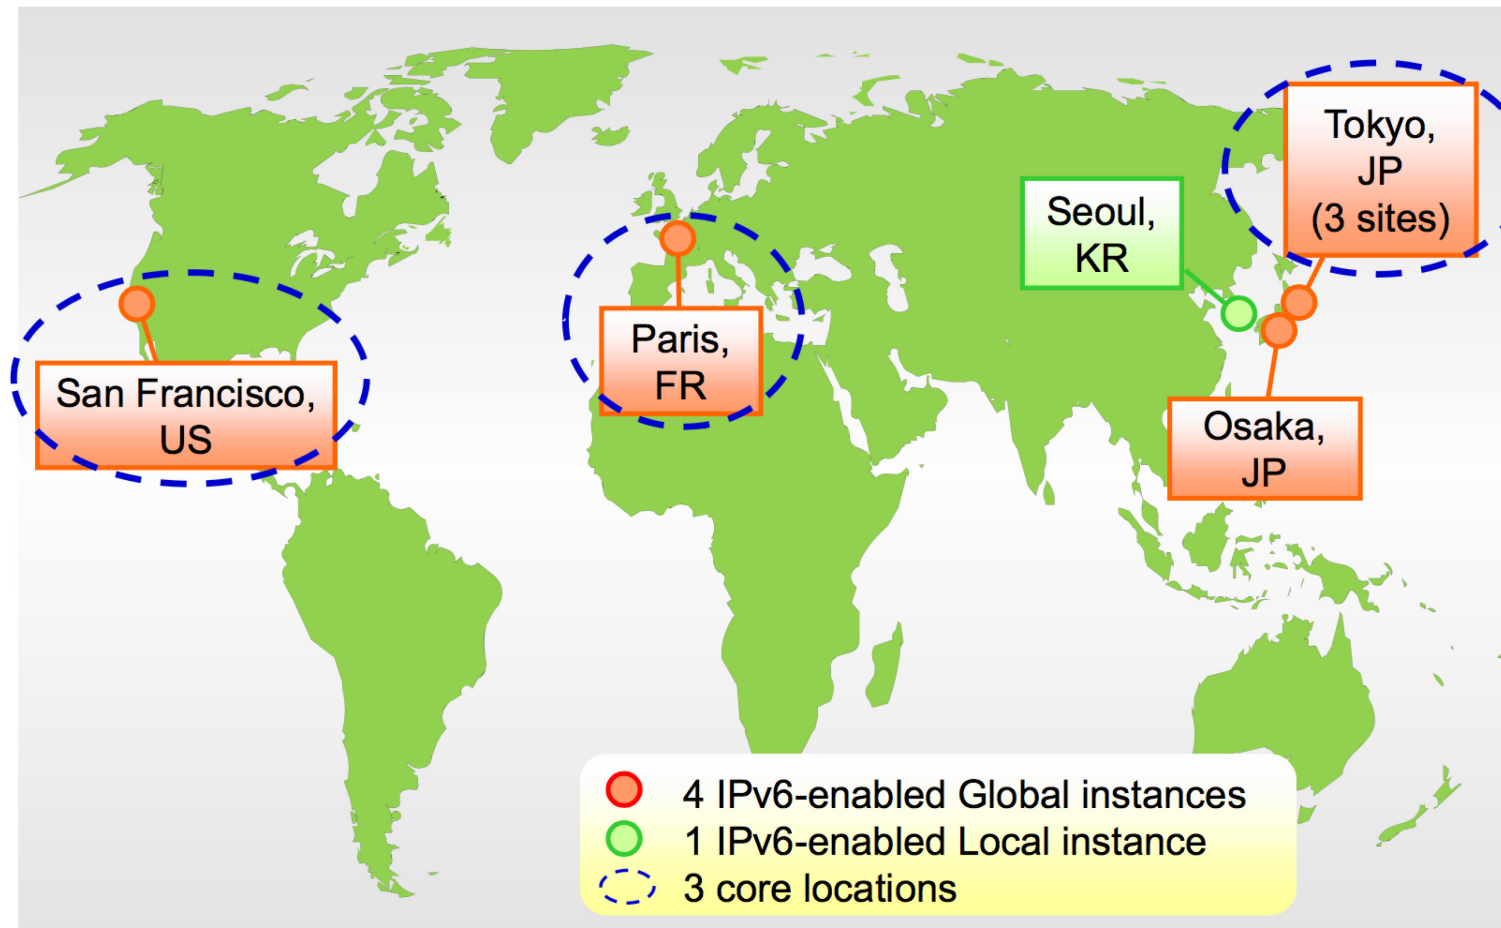 Tokyo,
JP
(3 sites)
Seoul,
KR
Paris,
FR
San Francisco,
US
Osaka,
JP
4 IPv6-enabled Global instances
1 IPv6-enabled Local instance
3 core locations